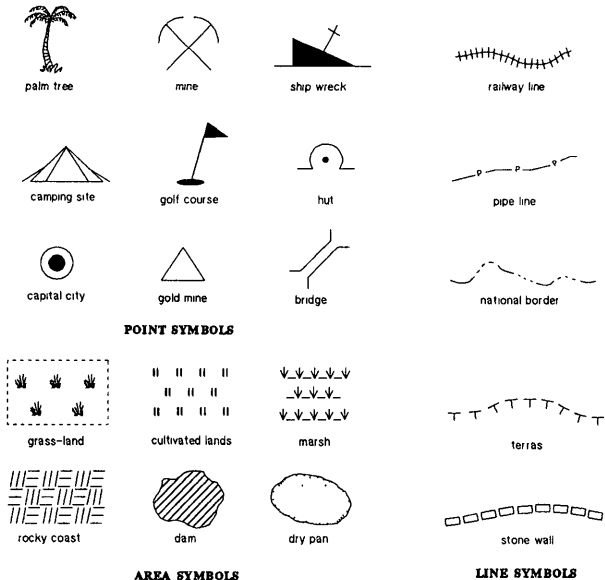 palm tree mine ship wreck railway line
camping site golf course hut pipe line
P P P
capital city gold mine bridge national border
POINT SYMBOLS
grass-land cultivated lands marsh terras
rocky coast dam dry pan stone wall
AREA SYMBOLS LINE SYMBOLS